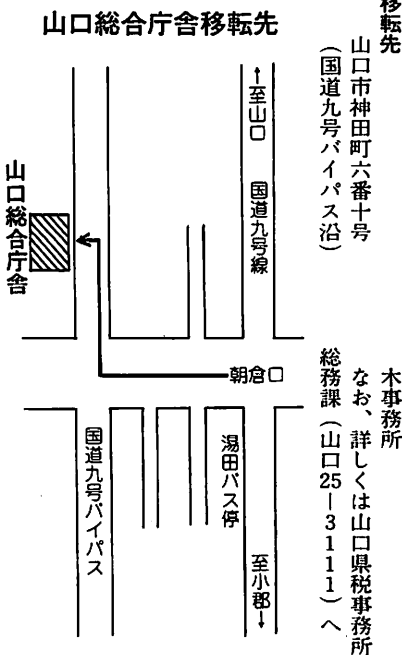 移転先
山口市神田町六番十号
(国道九号バイパス沿)
木事務所
なお、詳しくは山口県税事務所
総務課(山口25―3111)へ
山口総合庁舎移転先
↑至山口
国道九号線
山口総合庁舎
朝倉口
国道九号バイパス
湯田バス停
至小郡↓